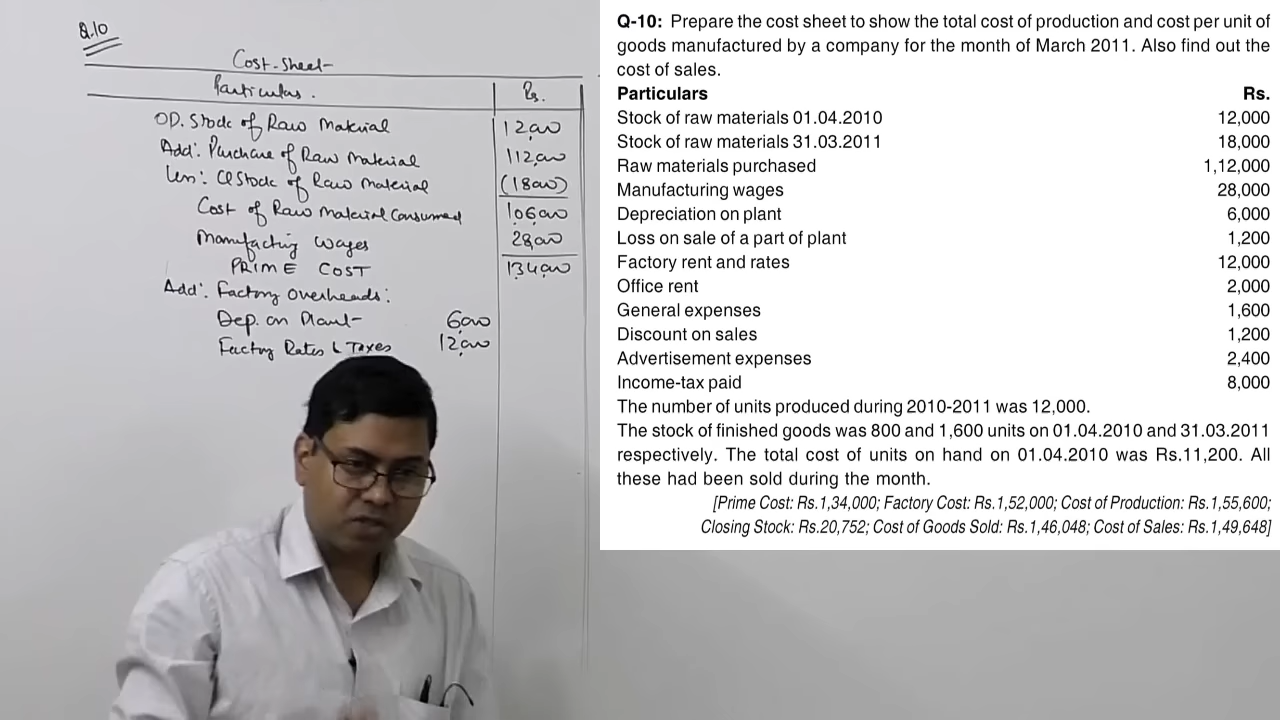 Q.10
Cost-Sheet-
Particulars. Rs.
OP. Stock of Raw Material 12,000
Add: Purchase of Raw Material 112,000
Less: Cl Stock of Raw Material (18000)
Cost of Raw Material Consumed 106,000
Manufacting Wages 28000
PRIME COST 134,000
Add: Factory Overheads:
Dep. on Plant- 6,000
Factory Rates & Taxes 12,000
Q-10: Prepare the cost sheet to show the total cost of production and cost per unit of
goods manufactured by a company for the month of March 2011. Also find out the
cost of sales.
Particulars Rs.
Stock of raw materials 01.04.2010 12,000
Stock of raw materials 31.03.2011 18,000
Raw materials purchased 1,12,000
Manufacturing wages 28,000
Depreciation on plant 6,000
Loss on sale of a part of plant 1,200
Factory rent and rates 12,000
Office rent 2,000
General expenses 1,600
Discount on sales 1,200
Advertisement expenses 2,400
Income-tax paid 8,000
The number of units produced during 2010-2011 was 12,000.
The stock of finished goods was 800 and 1,600 units on 01.04.2010 and 31.03.2011
respectively. The total cost of units on hand on 01.04.2010 was Rs.11,200. All
these had been sold during the month.
[Prime Cost: Rs.1,34,000; Factory Cost: Rs.1,52,000; Cost of Production: Rs.1,55,600;
Closing Stock: Rs.20,752; Cost of Goods Sold: Rs.1,46,048; Cost of Sales: Rs.1,49,648]